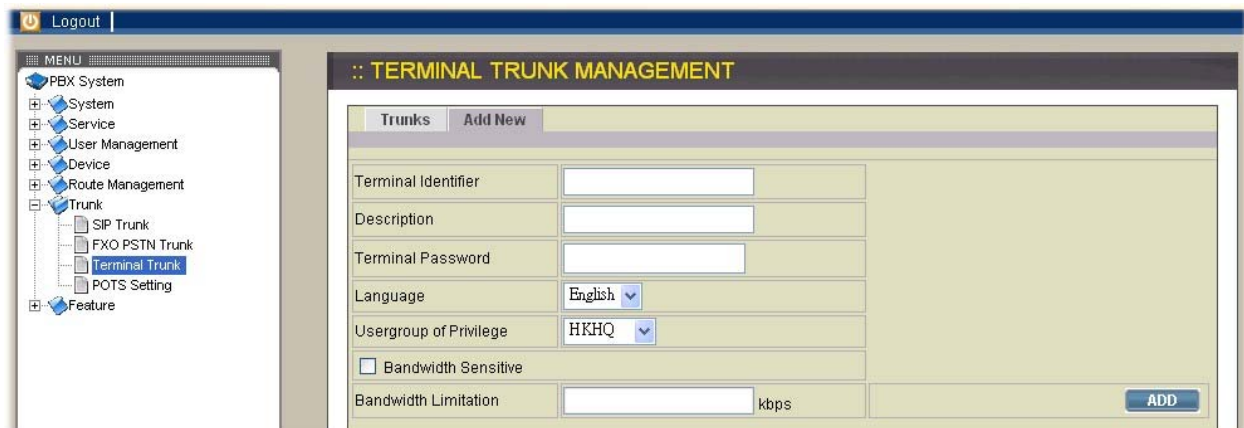 Logout
MENU
PBX System
System
Service
User Management
Device
Route Management
Trunk
SIP Trunk
FXO PSTN Trunk
Terminal Trunk
POTS Setting
Feature
:: TERMINAL TRUNK MANAGEMENT
Trunks Add New
Terminal Identifier
Description
Terminal Password
Language English
Usergroup of Privilege HKHQ
Bandwidth Sensitive
Bandwidth Limitation kbps ADD